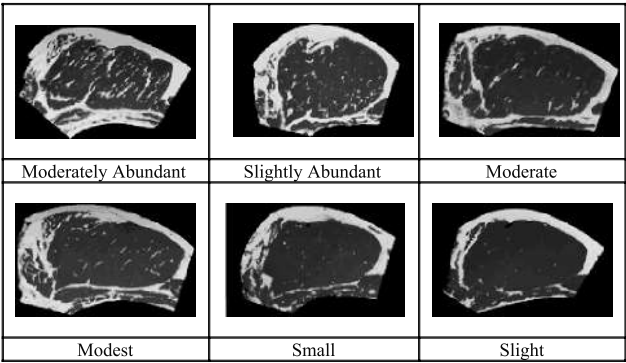 Moderately Abundant
Slightly Abundant
Moderate
Modest
Small
Slight